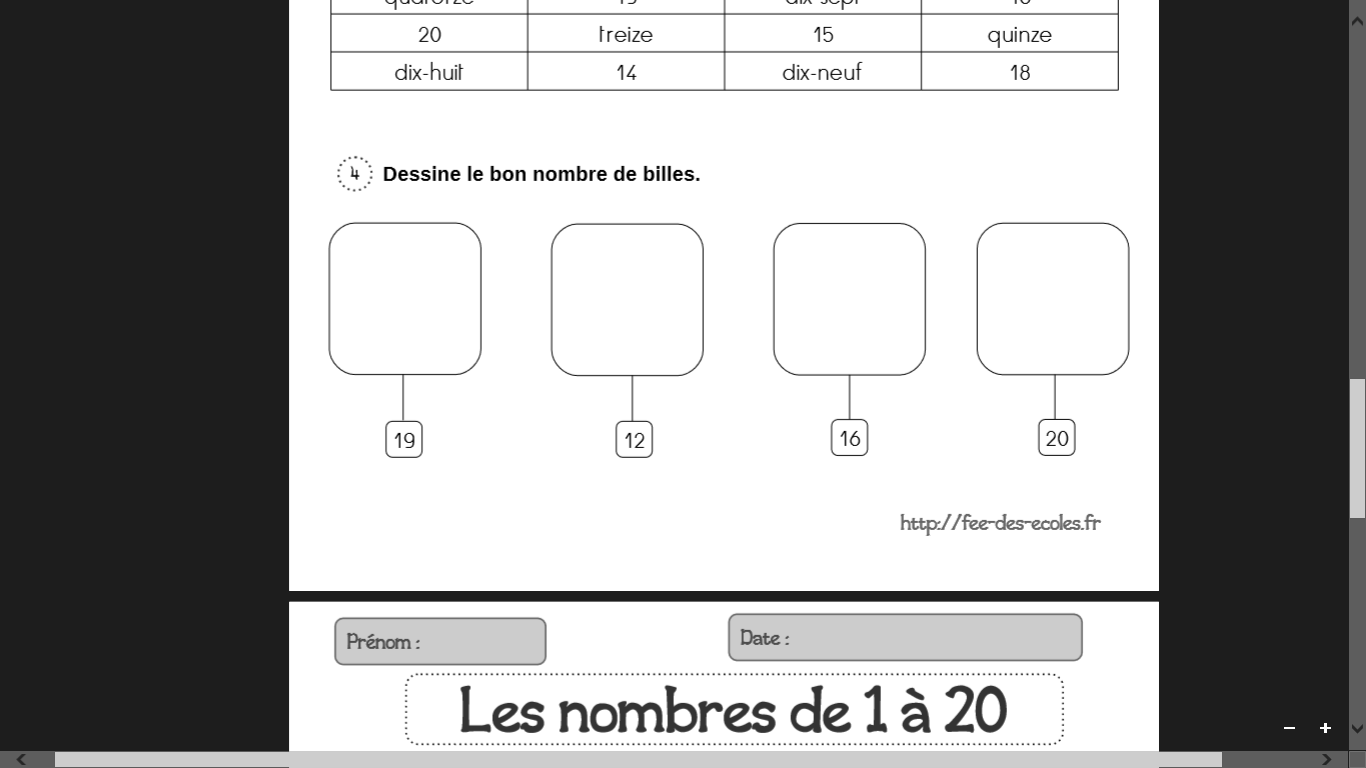 20 treize 15 quinze
dix-huit 14 dix-neuf 18
4 Dessine le bon nombre de billes.
19 12 16 20
http://fee-des-ecoles.fr
Prénom : Date :
Les nombres de 1 à 20